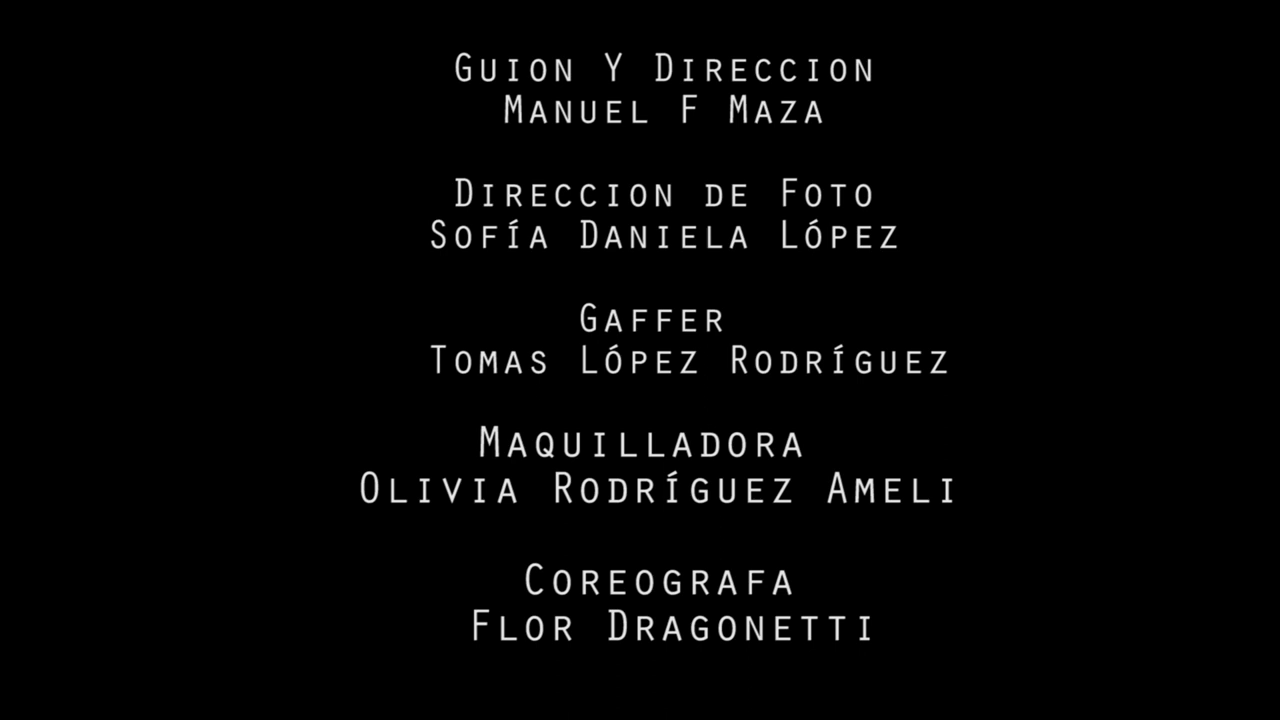 Guion Y Direccion
Manuel F Maza
Direccion de Foto
Sofía Daniela López
Gaffer
Tomas López Rodríguez
Maquilladora
Olivia Rodríguez Ameli
Coreografa
Flor Dragonetti